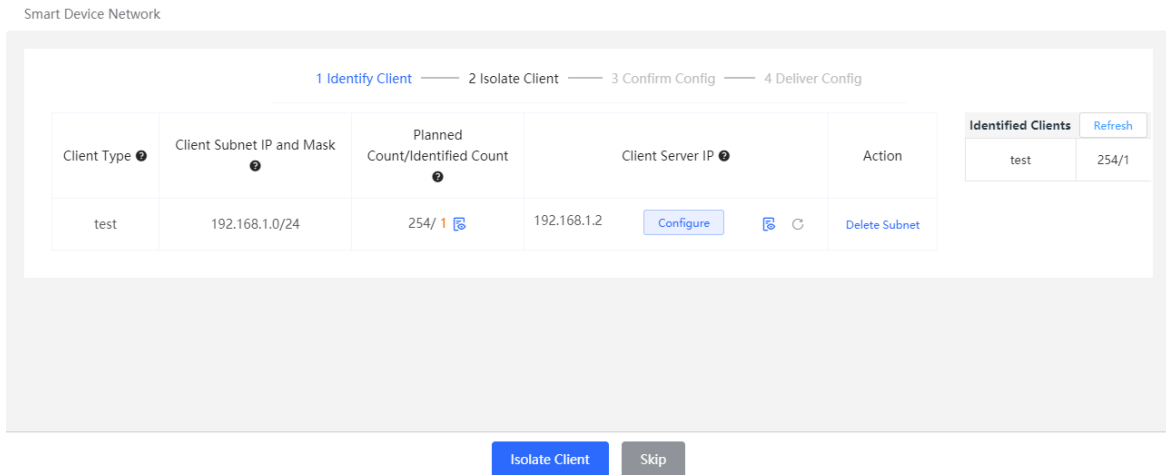 Smart Device Network
1 Identify Client
2 Isolate Client
3 Confirm Config
4 Deliver Config
Client Type
Client Subnet IP and Mask
Planned
Count/Identified Count
Client Server IP
Action
test
192.168.1.0/24
254/ 1
192.168.1.2
Configure
Delete Subnet
Identified Clients
Refresh
test
254/1
Isolate Client
Skip